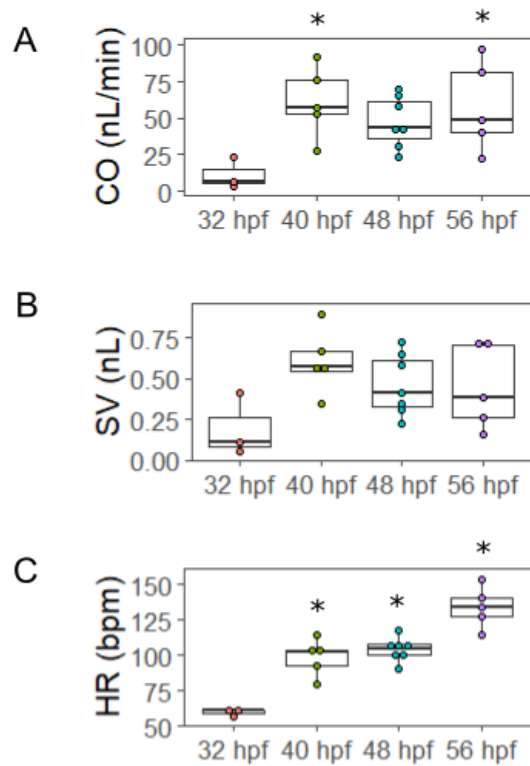 A
CO (nL/min)
* *
100
75
50
25
0
32 hpf 40 hpf 48 hpf 56 hpf
B
SV (nL)
0.75
0.50
0.25
0.00
32 hpf 40 hpf 48 hpf 56 hpf
C
HR (bpm)
* * *
150
125
100
75
50
32 hpf 40 hpf 48 hpf 56 hpf